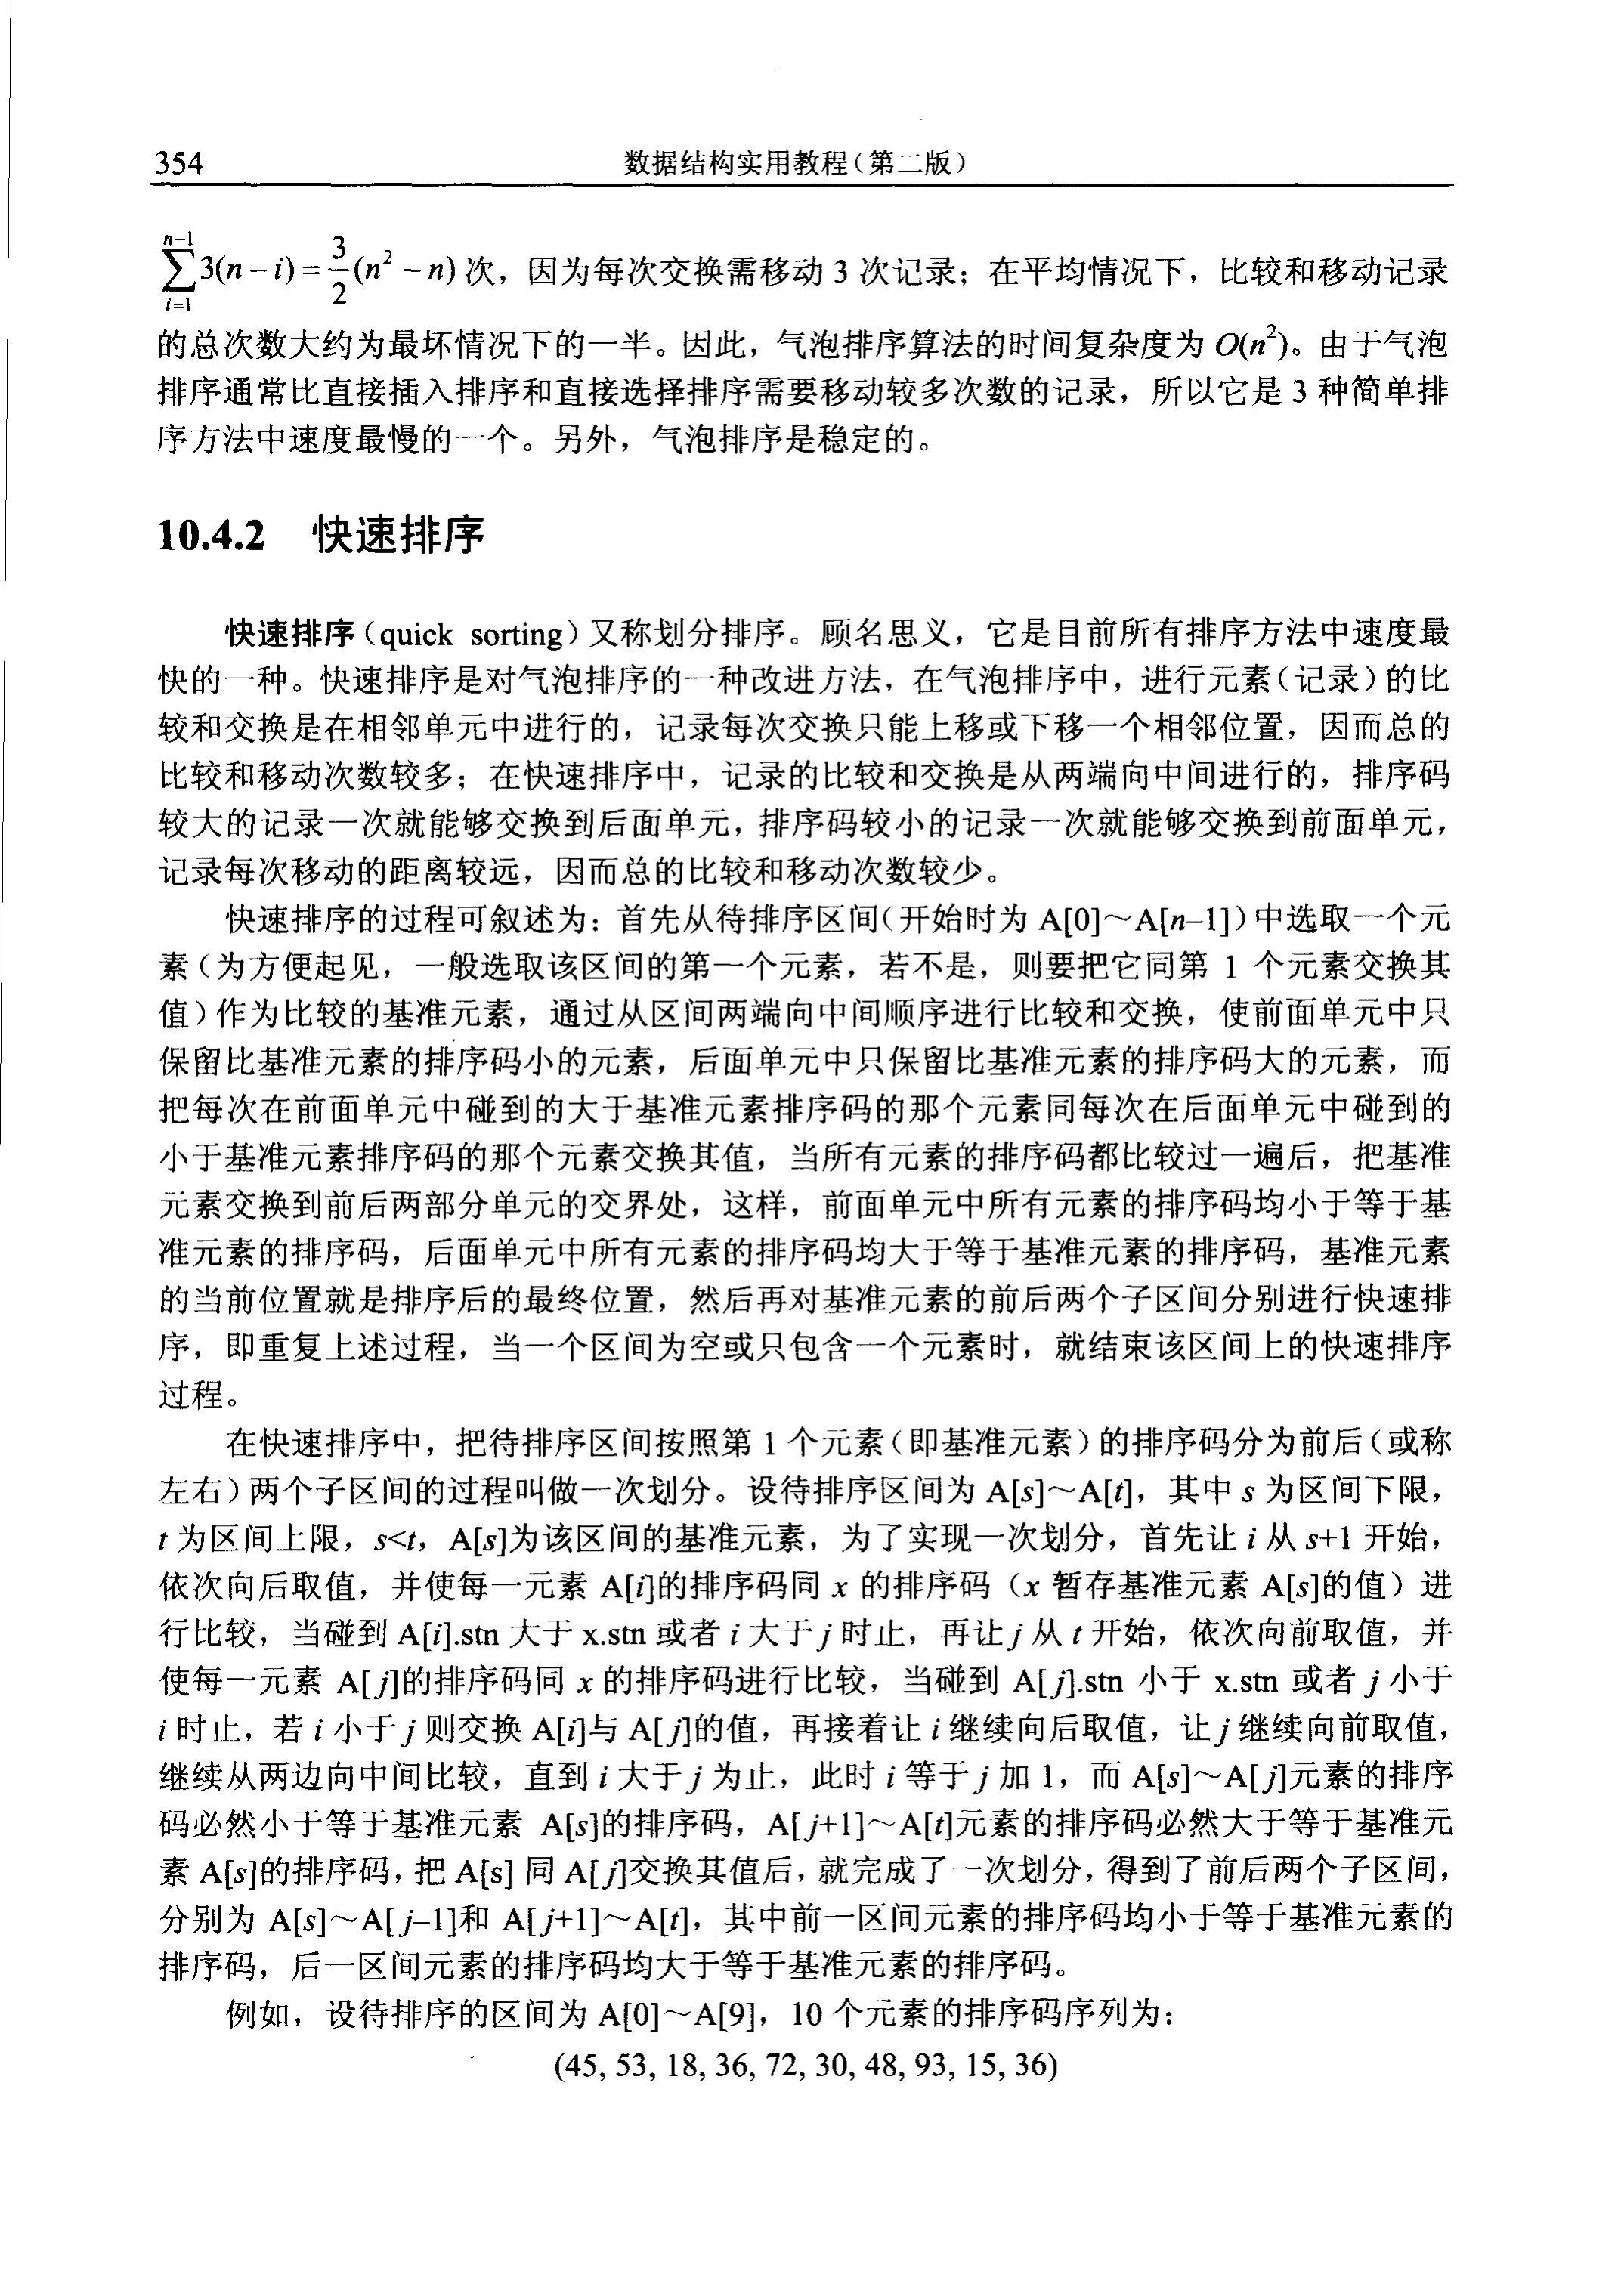 354 数据结构实用教程(第二版)
$\sum_{i=1}^{n-1}3(n-i)=\frac{3}{2}(n^2-n)$次，因为每次交换需移动 3 次记录；在平均情况下，比较和移动记录
的总次数大约为最坏情况下的一半。因此，气泡排序算法的时间复杂度为 O(n²)。由于气泡
排序通常比直接插入排序和直接选择排序需要移动较多次数的记录，所以它是 3 种简单排
序方法中速度最慢的一个。另外，气泡排序是稳定的。
10.4.2 快速排序
快速排序(quick sorting)又称划分排序。顾名思义，它是目前所有排序方法中速度最
快的一种。快速排序是对气泡排序的一种改进方法，在气泡排序中，进行元素(记录)的比
较和交换是在相邻单元中进行的，记录每次交换只能上移或下移一个相邻位置，因而总的
比较和移动次数较多；在快速排序中，记录的比较和交换是从两端向中间进行的，排序码
较大的记录一次就能够交换到后面单元，排序码较小的记录一次就能够交换到前面单元，
记录每次移动的距离较远，因而总的比较和移动次数较少。
快速排序的过程可叙述为：首先从待排序区间(开始时为 A[0]～A[n–1])中选取一个元
素(为方便起见，一般选取该区间的第一个元素，若不是，则要把它同第 1 个元素交换其
值)作为比较的基准元素，通过从区间两端向中间顺序进行比较和交换，使前面单元中只
保留比基准元素的排序码小的元素，后面单元中只保留比基准元素的排序码大的元素，而
把每次在前面单元中碰到的大于基准元素排序码的那个元素同每次在后面单元中碰到的
小于基准元素排序码的那个元素交换其值，当所有元素的排序码都比较过一遍后，把基准
元素交换到前后两部分单元的交界处，这样，前面单元中所有元素的排序码均小于等于基
准元素的排序码，后面单元中所有元素的排序码均大于等于基准元素的排序码，基准元素
的当前位置就是排序后的最终位置，然后再对基准元素的前后两个子区间分别进行快速排
序，即重复上述过程，当一个区间为空或只包含一个元素时，就结束该区间上的快速排序
过程。
在快速排序中，把待排序区间按照第 1 个元素(即基准元素)的排序码分为前后(或称
左右)两个子区间的过程叫做一次划分。设待排序区间为 A[s]～A[t]，其中 s 为区间下限，
t 为区间上限，s<t，A[s]为该区间的基准元素，为了实现一次划分，首先让 i 从 s+1 开始，
依次向后取值，并使每一元素 A[i]的排序码同 x 的排序码（x 暂存基准元素 A[s]的值）进
行比较，当碰到 A[i].stn 大于 x.stn 或者 i 大于 j 时止，再让 j 从 t 开始，依次向前取值，并
使每一元素 A[j]的排序码同 x 的排序码进行比较，当碰到 A[j].stn 小于 x.stn 或者 j 小于
i 时止，若 i 小于 j 则交换 A[i]与 A[j]的值，再接着让 i 继续向后取值，让 j 继续向前取值，
继续从两边向中间比较，直到 i 大于 j 为止，此时 i 等于 j 加 1，而 A[s]～A[j]元素的排序
码必然小于等于基准元素 A[s]的排序码，A[j+1]～A[t]元素的排序码必然大于等于基准元
素 A[s]的排序码，把 A[s] 同 A[j]交换其值后，就完成了一次划分，得到了前后两个子区间，
分别为 A[s]～A[j–1]和 A[j+1]～A[t]，其中前一区间元素的排序码均小于等于基准元素的
排序码，后一区间元素的排序码均大于等于基准元素的排序码。
例如，设待排序的区间为 A[0]～A[9]，10 个元素的排序码序列为：
(45, 53, 18, 36, 72, 30, 48, 93, 15, 36)